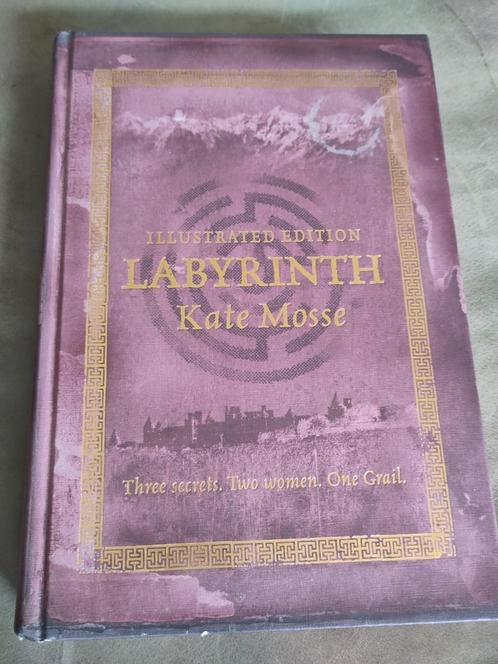 ILLUSTRATED EDITION
LABYRINTH
Kate Mosse
Three secrets. Two women. One Grail.